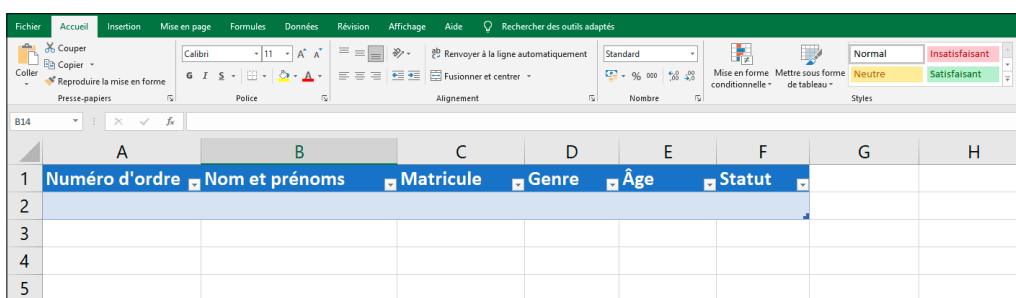 Fichier Accueil Insertion Mise en page Formules Données Révision Affichage Aide Rechercher des outils adaptés
Couper
Copier
Reproduire la mise en forme
Coller
Presse-papiers
Calibri 11 A A
G I S A
Police
Renvoyer à la ligne automatiquement
Fusionner et centrer
Alignement
Standard
% 000
Nombre
Mise en forme conditionnelle
Mettre sous forme de tableau
Normal Insatisfaisant
Neutre Satisfaisant
Styles
B14 fx
A B C D E F G H
1 Numéro d'ordre Nom et prénoms Matricule Genre Âge Statut
2
3
4
5